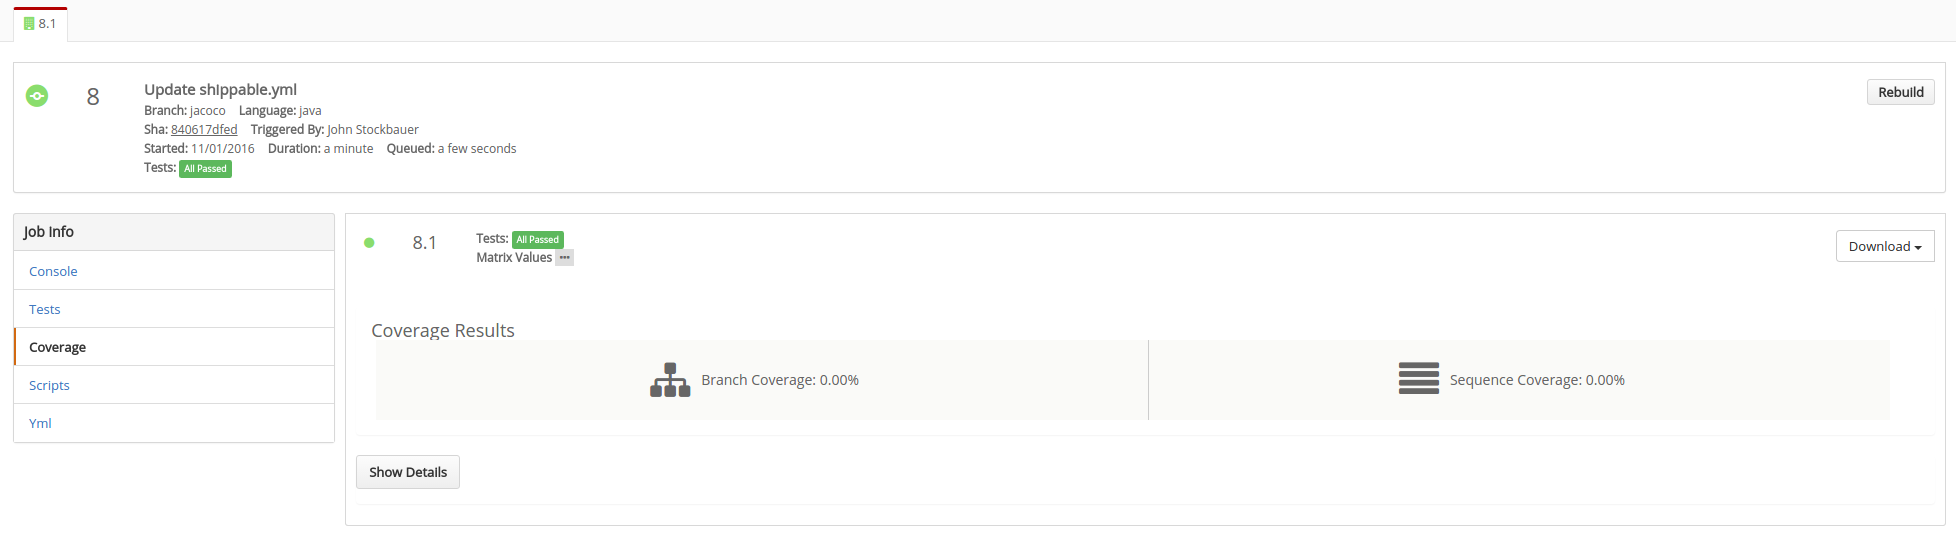 8.1
8
Update shippable.yml
Rebuild
Branch: jacoco Language: java
Sha: 840617dfed Triggered By: John Stockbauer
Started: 11/01/2016 Duration: a minute Queued: a few seconds
Tests: All Passed
Job Info
Console
Tests
Coverage
Scripts
Yml
8.1
Tests: All Passed
Matrix Values
Download
Coverage Results
Branch Coverage: 0.00%
Sequence Coverage: 0.00%
Show Details